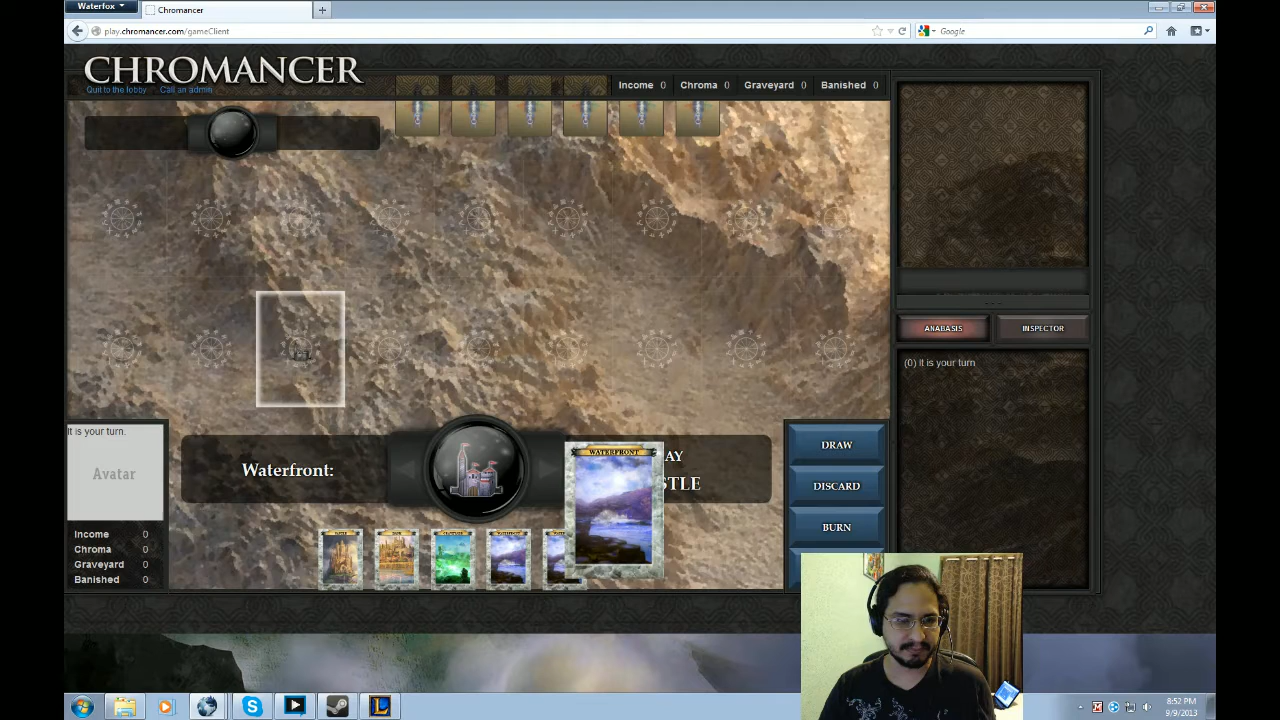 Waterfox
Chromancer
play.chromancer.com/gameClient
Google
CHROMANCER
Quit to the lobby
Call an admin
Income 0
Chroma 0
Graveyard 0
Banished 0
ANABASIS
INSPECTOR
(0) It is your turn
It is your turn.
Avatar
Waterfront:
WATERFRONT
AY
STLE
DRAW
DISCARD
BURN
Income 0
Chroma 0
Graveyard 0
Banished 0
8:52 PM
9/9/2013